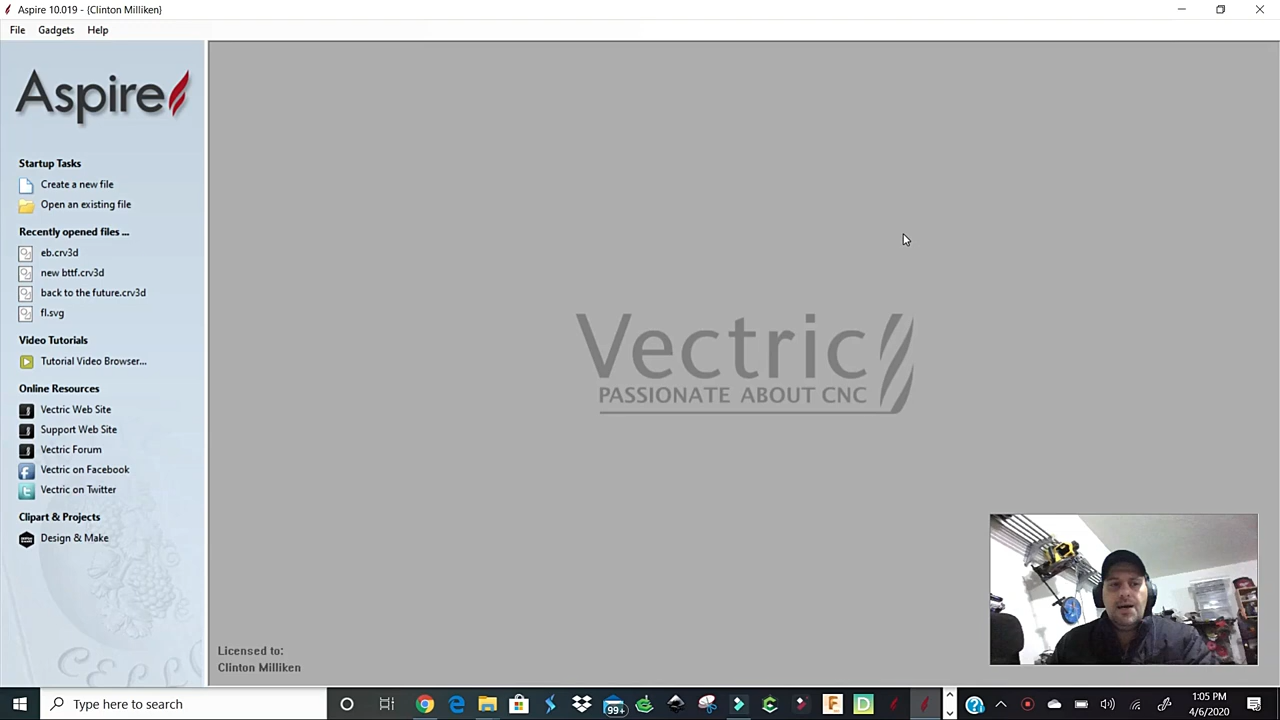 Aspire 10.019 - {Clinton Milliken}
File Gadgets Help
Aspire
Startup Tasks
Create a new file
Open an existing file
Recently opened files ...
eb.crv3d
new bttf.crv3d
back to the future.crv3d
fl.svg
Video Tutorials
Tutorial Video Browser...
Online Resources
Vectric Web Site
Support Web Site
Vectric Forum
Vectric on Facebook
Vectric on Twitter
Clipart & Projects
Design & Make
Vectric
PASSIONATE ABOUT CNC
Licensed to:
Clinton Milliken
Type here to search
99+
1:05 PM
4/6/2020